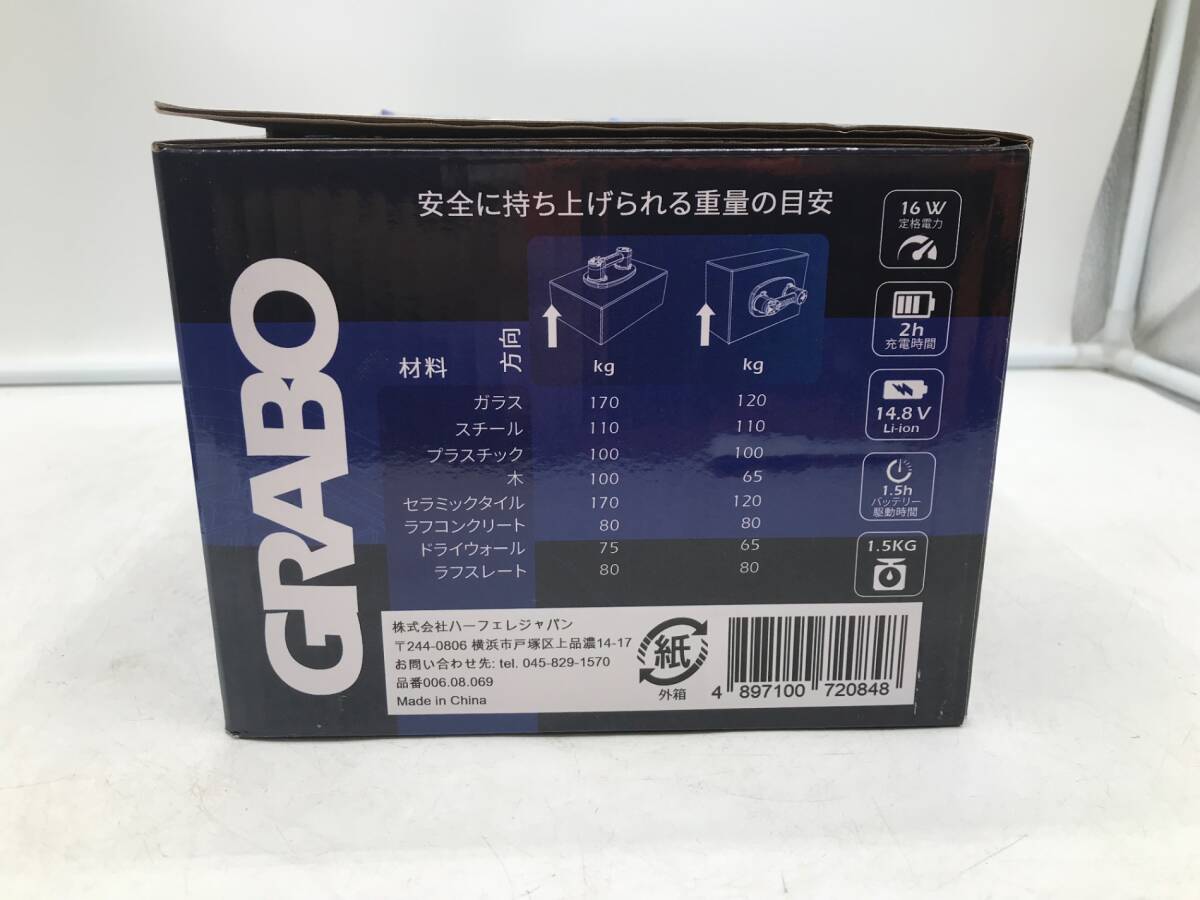 GRABO
安全に持ち上げられる重量の目安
材料 方向 kg kg
ガラス 170 120
スチール 110 110
プラスチック 100 100
木 100 65
セラミックタイル 170 120
ラフコンクリート 80 80
ドライウォール 75 65
ラフスレート 80 80
16 W
定格電力
2h
充電時間
14.8 V
Li-ion
1.5h
バッテリー
駆動時間
1.5KG
株式会社ハーフェレジャパン
〒244-0806 横浜市戸塚区上品濃14-17
お問い合わせ先: tel. 045-829-1570
品番006.08.069
Made in China
紙
外箱
4 897100 720848